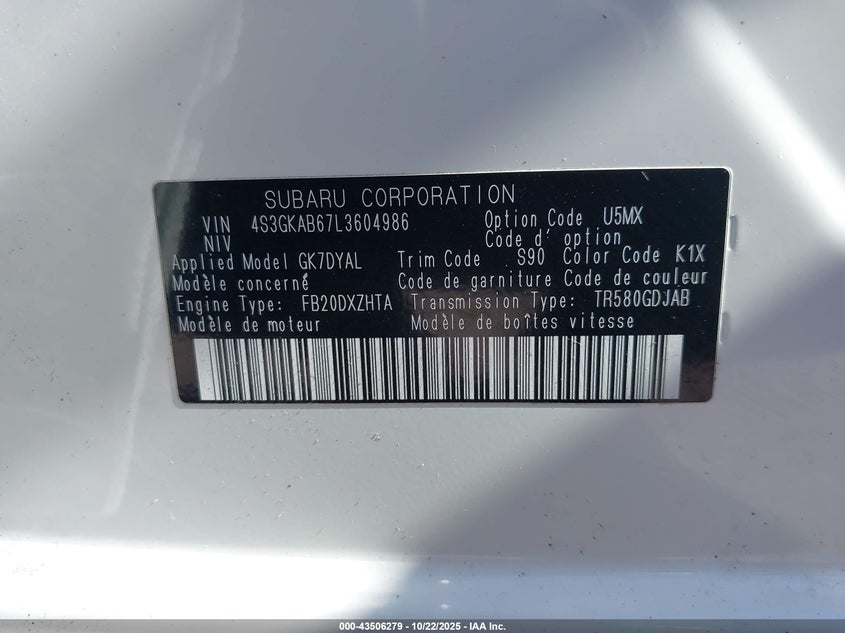 SUBARU CORPORATION
VIN 4S3GKAB67L3604986 Option Code U5MX
NIV Code d' option
Applied Model GK7DYAL Trim Code S90 Color Code K1X
Modèle concerné Code de garniture Code de couleur
Engine Type: FB20DXZHTA Transmission Type: TR580GDJAB
Modèle de moteur Modèle de boîtes vitesse
000-43506279 - 10/22/2025 - IAA Inc.